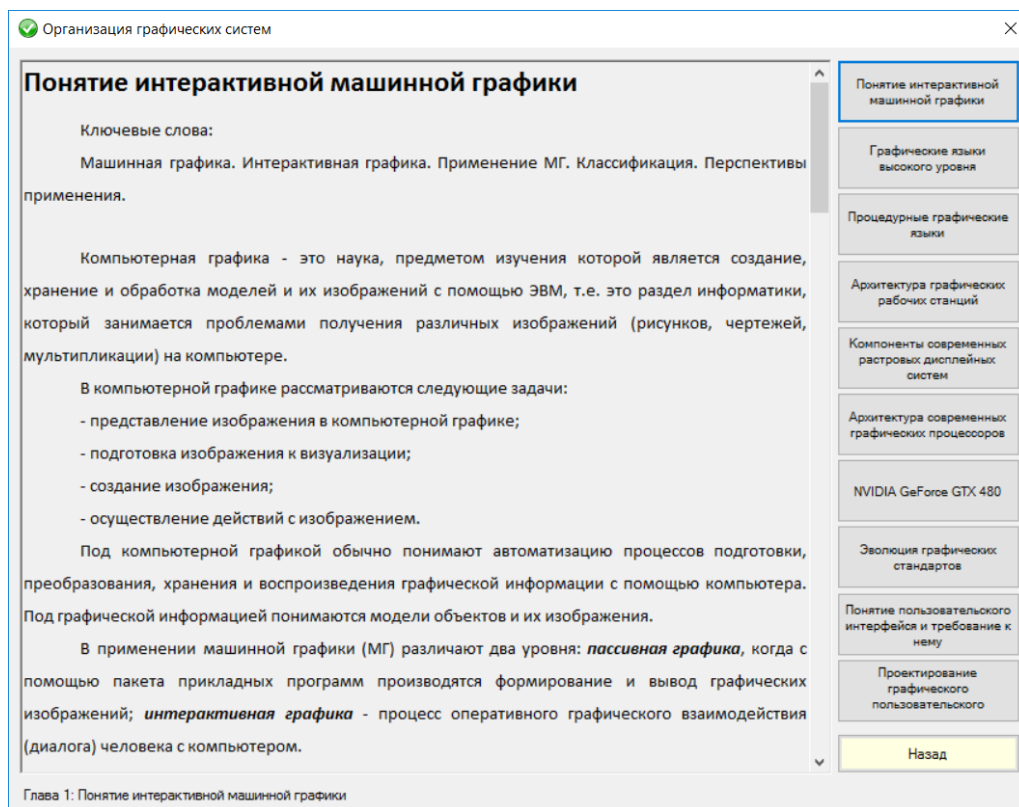 Организация графических систем
Понятие интерактивной машинной графики
Ключевые слова:
Машинная графика. Интерактивная графика. Применение МГ. Классификация. Перспективы
применения.
Компьютерная графика - это наука, предметом изучения которой является создание,
хранение и обработка моделей и их изображений с помощью ЭВМ, т.е. это раздел информатики,
который занимается проблемами получения различных изображений (рисунков, чертежей,
мультипликации) на компьютере.
В компьютерной графике рассматриваются следующие задачи:
- представление изображения в компьютерной графике;
- подготовка изображения к визуализации;
- создание изображения;
- осуществление действий с изображением.
Под компьютерной графикой обычно понимают автоматизацию процессов подготовки,
преобразования, хранения и воспроизведения графической информации с помощью компьютера.
Под графической информацией понимаются модели объектов и их изображения.
В применении машинной графики (МГ) различают два уровня: пассивная графика, когда с
помощью пакета прикладных программ производятся формирование и вывод графических
изображений; интерактивная графика - процесс оперативного графического взаимодействия
(диалога) человека с компьютером.
Понятие интерактивной
машинной графики
Графические языки
высокого уровня
Процедурные графические
языки
Архитектура графических
рабочих станций
Компоненты современных
растровых дисплейных
систем
Архитектура современных
графических процессоров
NVIDIA GeForce GTX 480
Эволюция графических
стандартов
Понятие пользовательского
интерфейся и требование к
нему
Проектирование
графического
пользовательского
Назад
Глава 1: Понятие интерактивной машинной графики